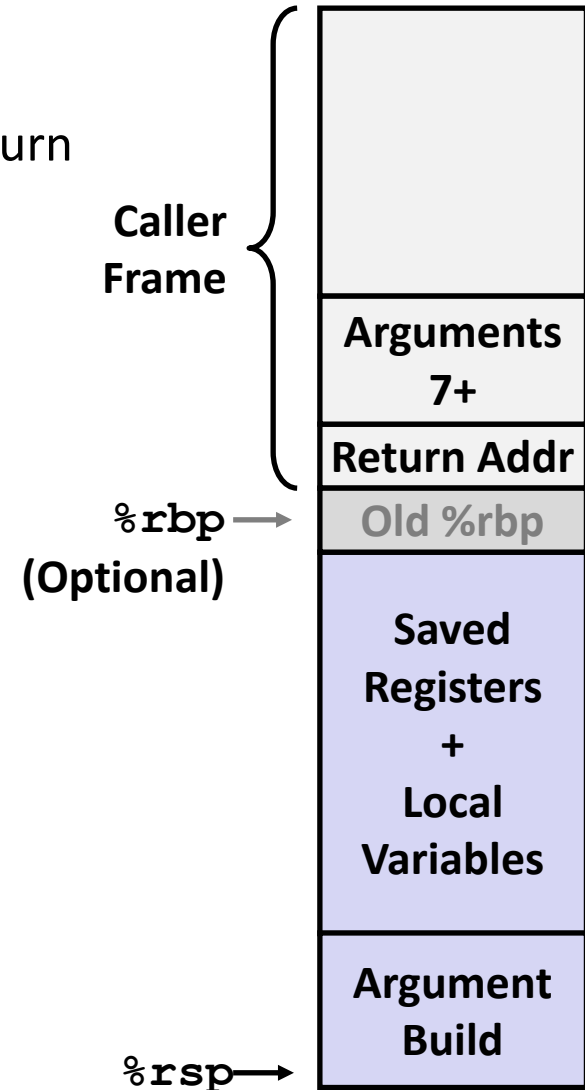 urn
Caller
Frame
Arguments
7+
Return Addr
%rbp
Old %rbp
(Optional)
Saved
Registers
+
Local
Variables
Argument
Build
%rsp